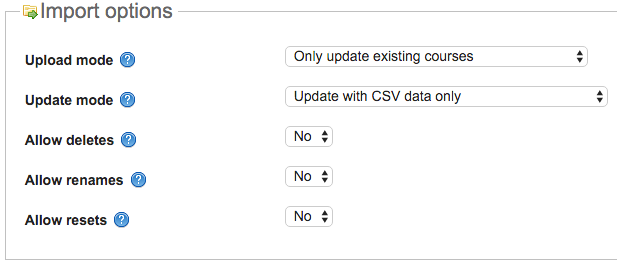 Import options
Upload mode ? Only update existing courses
Update mode ? Update with CSV data only
Allow deletes ? No
Allow renames ? No
Allow resets ? No